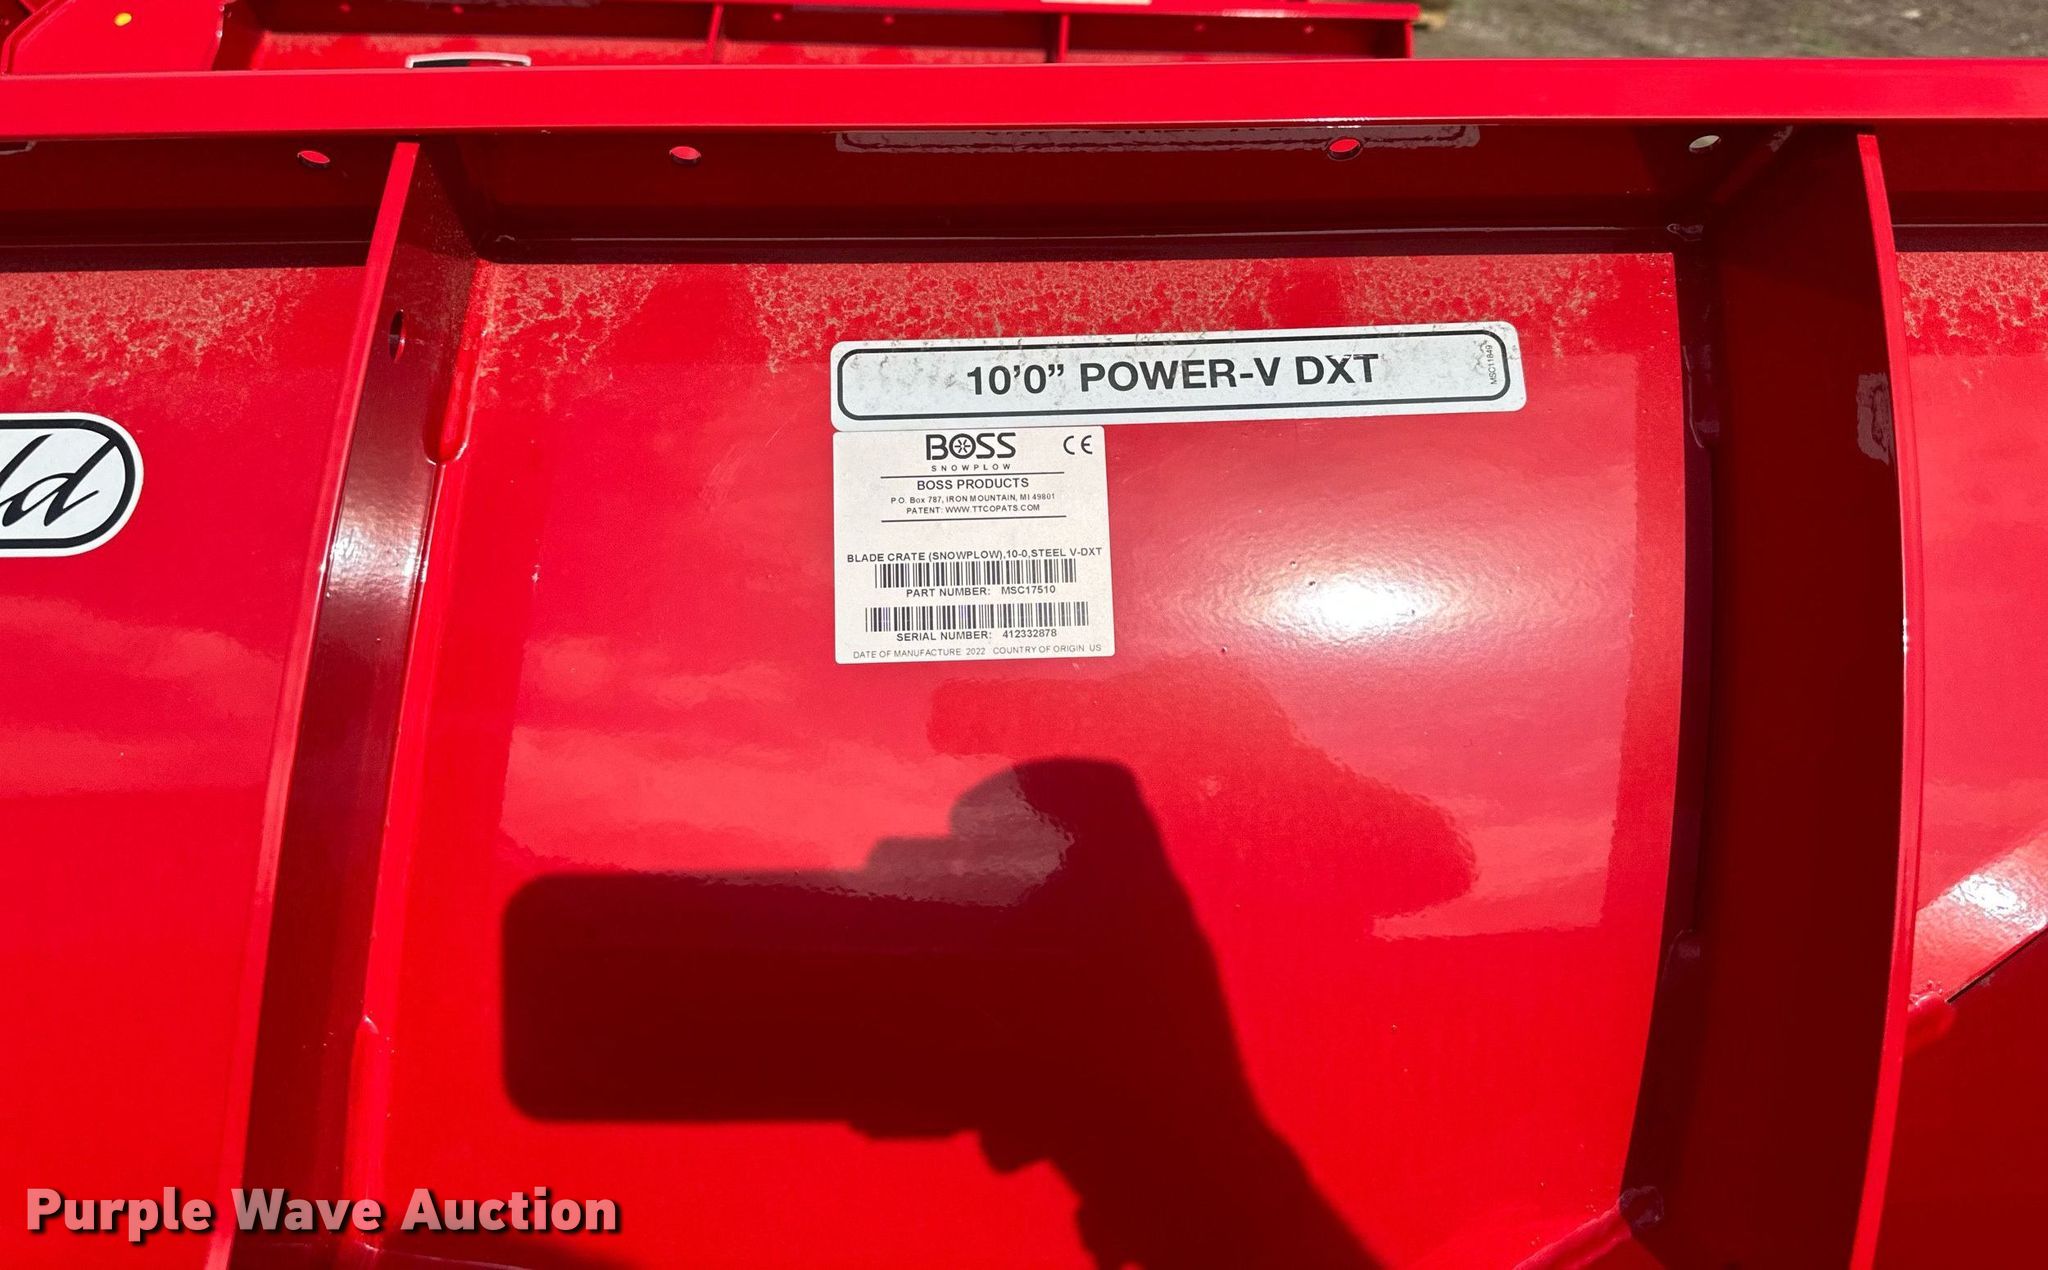 10'0” POWER-V DXT
MSC11849
ld
BOSS
CE
SNOWPLOW
BOSS PRODUCTS
P.O. Box 787, IRON MOUNTAIN, MI 49801
PATENT: WWW.TTCOPATS.COM
BLADE CRATE (SNOWPLOW),10-0,STEEL V-DXT
PART NUMBER: MSC17510
SERIAL NUMBER: 412332878
DATE OF MANUFACTURE 2022 COUNTRY OF ORIGIN US
Purple Wave Auction